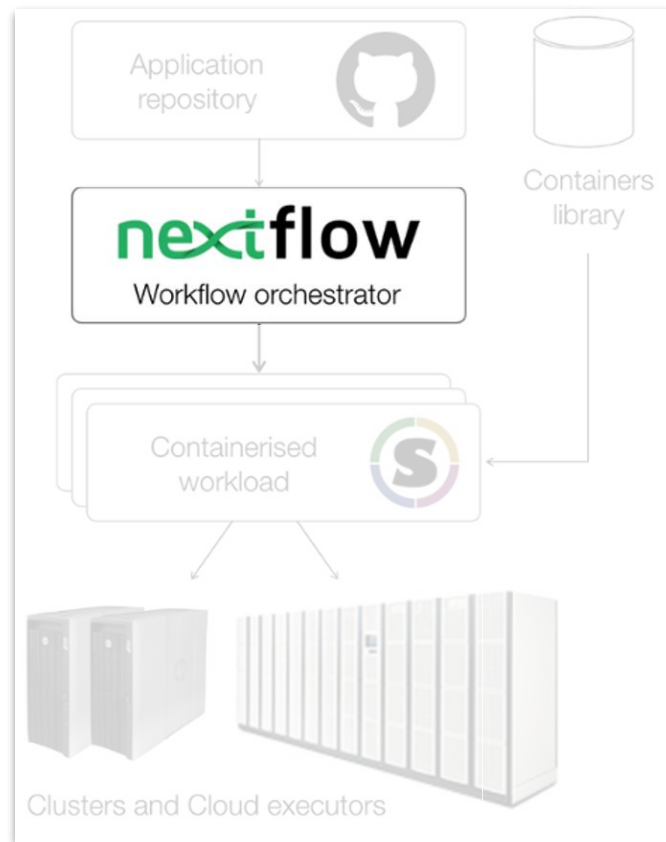 Application
repository
nextflow
Workflow orchestrator
Containers
library
Containerised
workload
S
Clusters and Cloud executors